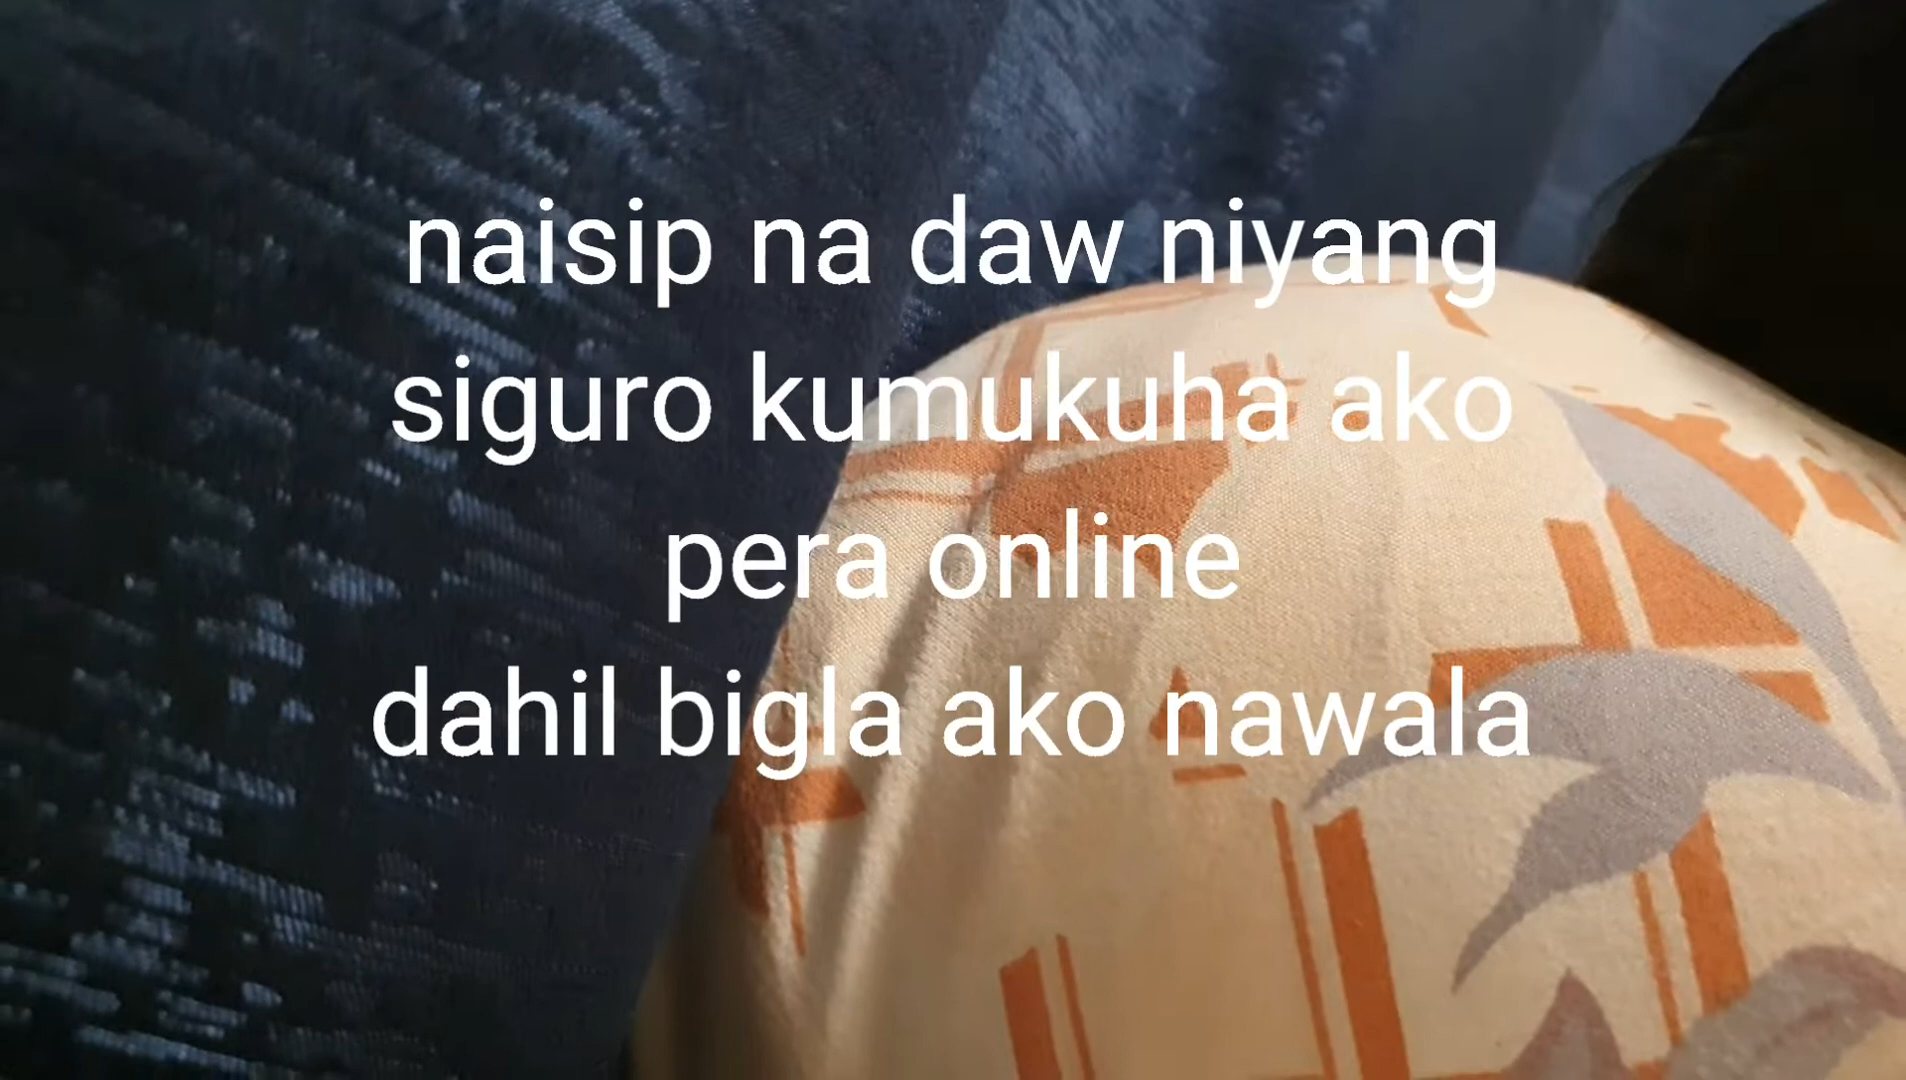 naisip na daw niyang
siguro kumukuha ako
pera online
dahil bigla ako nawala